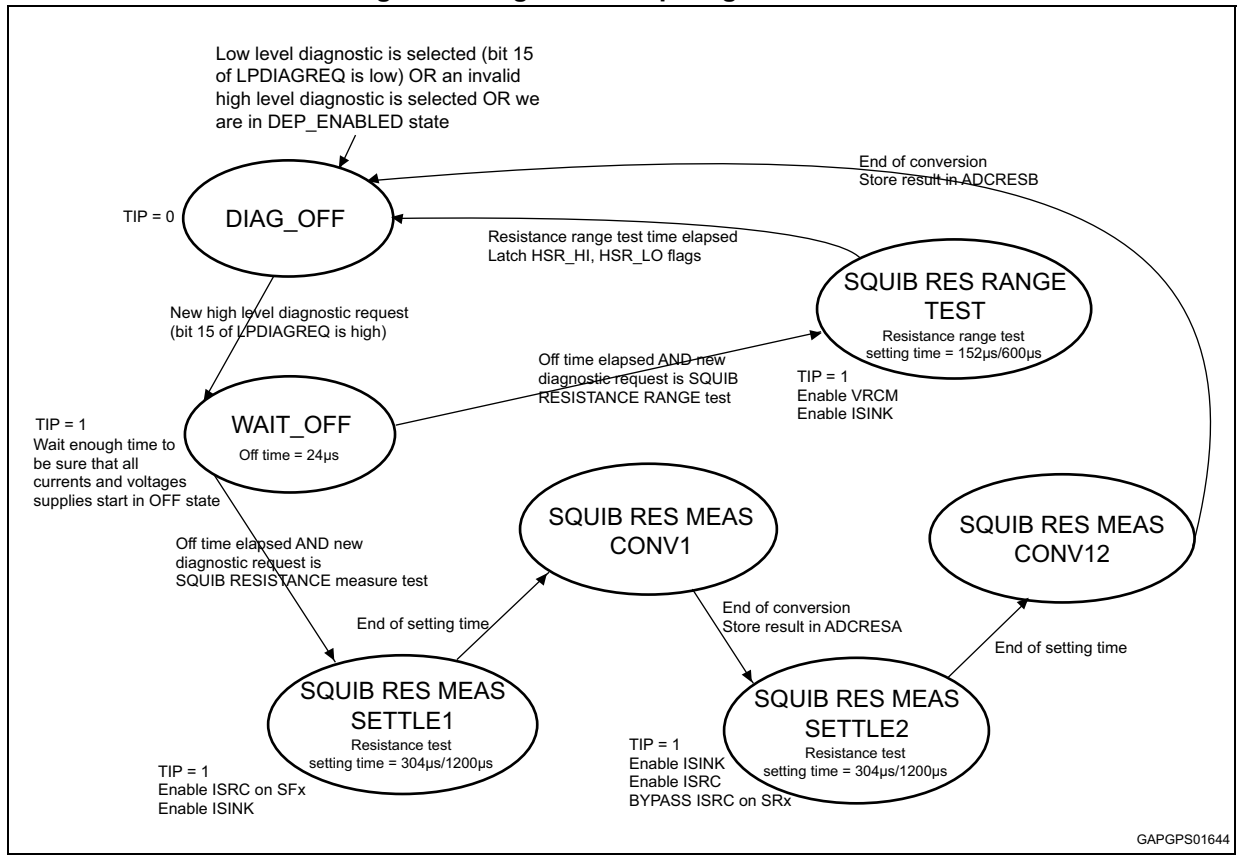 Low level diagnostic is selected (bit 15
of LPDIAGREQ is low) OR an invalid
high level diagnostic is selected OR we
are in DEP_ENABLED state
End of conversion
Store result in ADCRESB
TIP = 0
DIAG_OFF
Resistance range test time elapsed
Latch HSR_HI, HSR_LO flags
SQUIB RES RANGE
TEST
Resistance range test
setting time = 152µs/600µs
New high level diagnostic request
(bit 15 of LPDIAGREQ is high)
Off time elapsed AND new
diagnostic request is SQUIB
RESISTANCE RANGE test
TIP = 1
Enable VRCM
Enable ISINK
TIP = 1
Wait enough time to
be sure that all
currents and voltages
supplies start in OFF state
WAIT_OFF
Off time = 24µs
SQUIB RES MEAS
CONV1
SQUIB RES MEAS
CONV12
Off time elapsed AND new
diagnostic request is
SQUIB RESISTANCE measure test
End of setting time
End of conversion
Store result in ADCRESA
End of setting time
SQUIB RES MEAS
SETTLE1
Resistance test
setting time = 304µs/1200µs
TIP = 1
Enable ISRC on SFx
Enable ISINK
SQUIB RES MEAS
SETTLE2
Resistance test
setting time = 304µs/1200µs
TIP = 1
Enable ISINK
Enable ISRC
BYPASS ISRC on SRx
GAPGPS01644